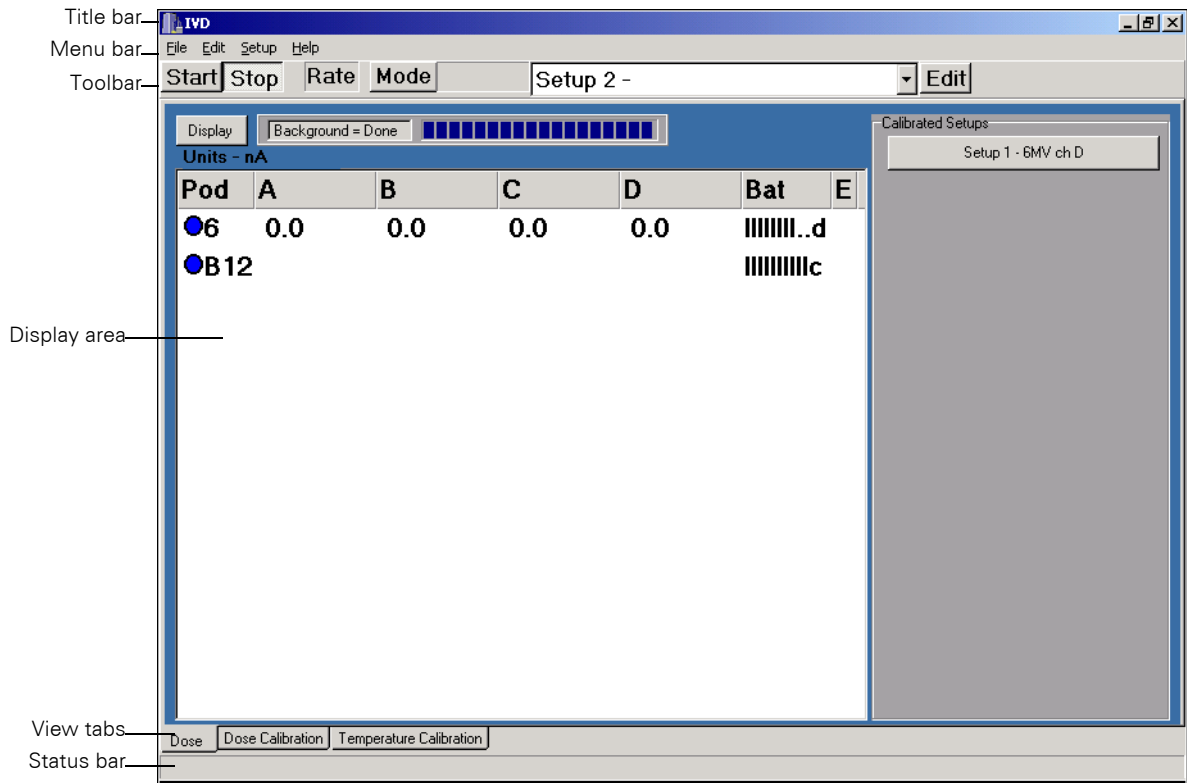 Title bar
IVD
Menu bar
File Edit Setup Help
Toolbar
Start Stop Rate Mode Setup 2 - Edit
Display Background = Done
Calibrated Setups
Setup 1 - 6MV ch D
Units - nA
Pod A B C D Bat E
6 0.0 0.0 0.0 0.0 IIIIIIII..d
B12 IIIIIIIIIIc
Display area
View tabs
Dose Dose Calibration Temperature Calibration
Status bar